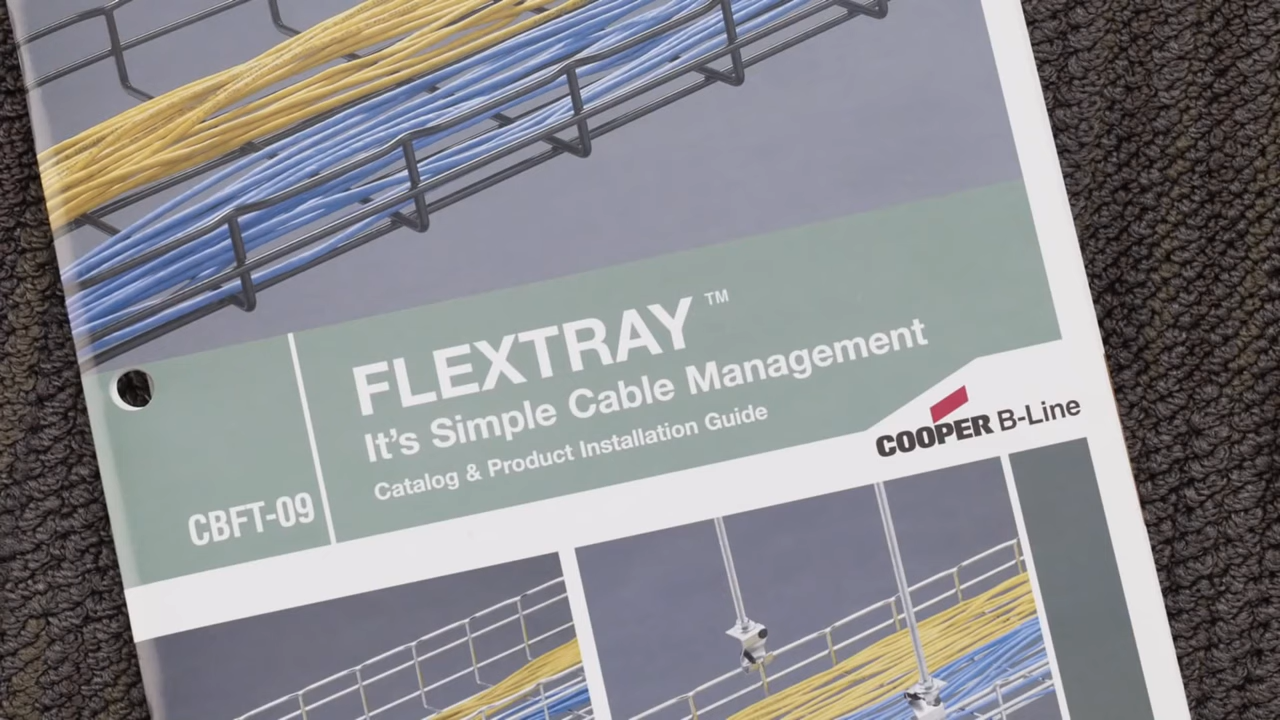 FLEXTRAY™
It's Simple Cable Management
Catalog & Product Installation Guide
CBFT-09
COOPER B-Line